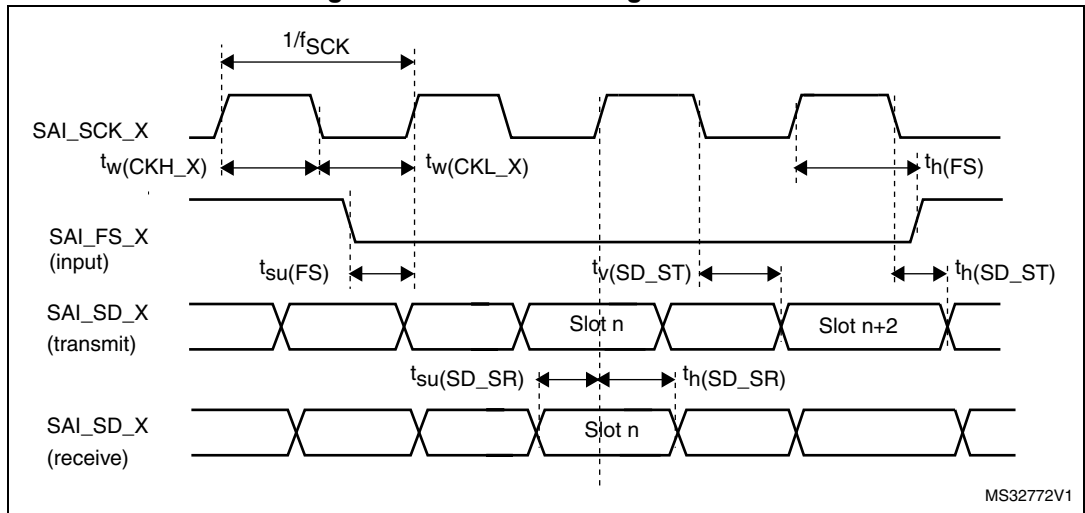 1/fSCK
SAI_SCK_X
tw(CKH_X)
tw(CKL_X)
th(FS)
SAI_FS_X
(input)
tsu(FS)
tv(SD_ST)
th(SD_ST)
SAI_SD_X
(transmit)
Slot n
Slot n+2
tsu(SD_SR)
th(SD_SR)
SAI_SD_X
(receive)
Slot n
MS32772V1